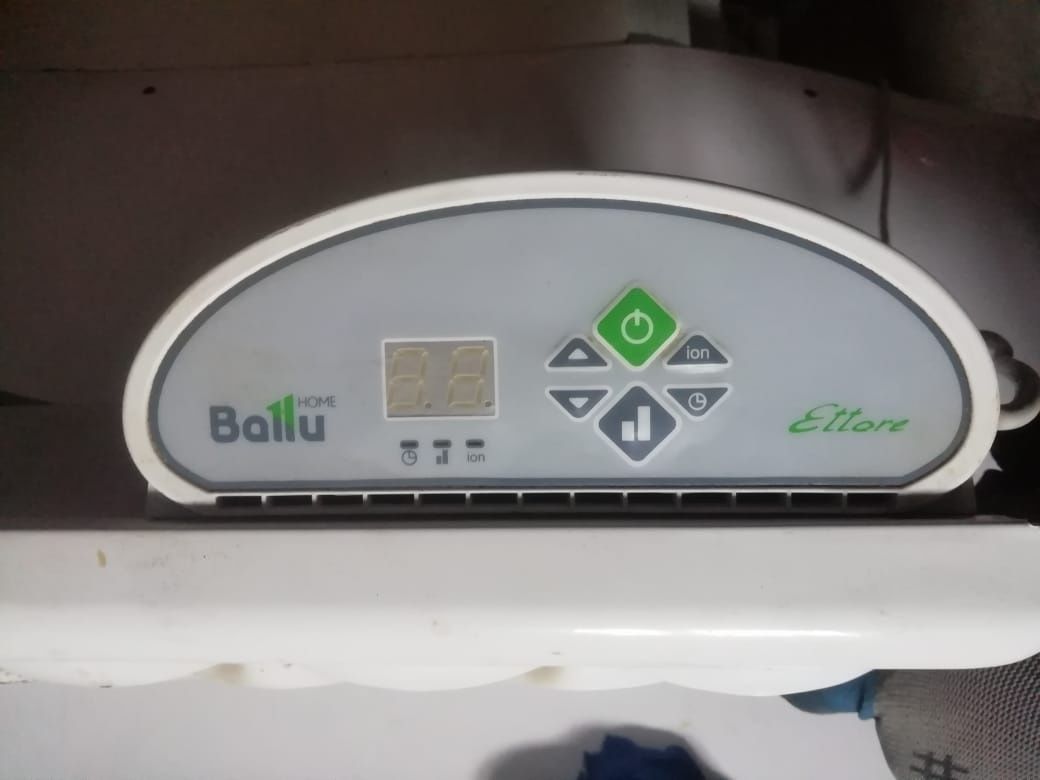 Ballu HOME
ion
ion
Ettore